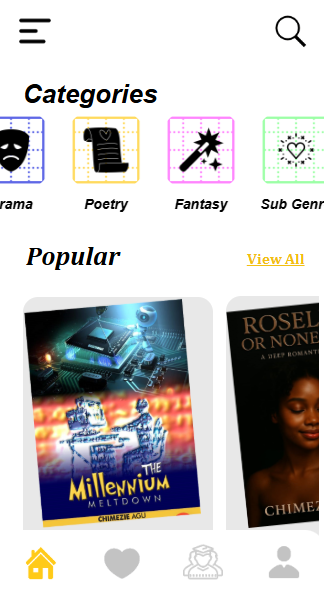 Categories
rama
Poetry
Fantasy
Sub Genr
Popular
View All
THE
Millennium
MELTDOWN
CHIMEZIE AGU
ROSEL
OR NONE
A DEEP ROMANTI
CHIMEZ